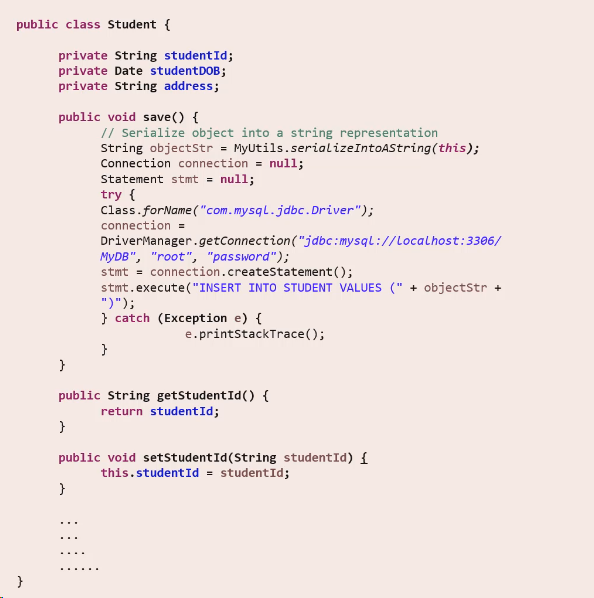 public class Student {
private String studentId;
private Date studentDOB;
private String address;
public void save() {
// Serialize object into a string representation
String objectStr = MyUtils.serializeIntoAString(this);
Connection connection = null;
Statement stmt = null;
try {
Class.forName("com.mysql.jdbc.Driver");
connection =
DriverManager.getConnection("jdbc:mysql://localhost:3306/
MyDB", "root", "password");
stmt = connection.createStatement();
stmt.execute("INSERT INTO STUDENT VALUES (" + objectStr +
")");
} catch (Exception e) {
e.printStackTrace();
}
}
public String getStudentId() {
return studentId;
}
public void setStudentId(String studentId) {
this.studentId = studentId;
}
...
...
....
......
}